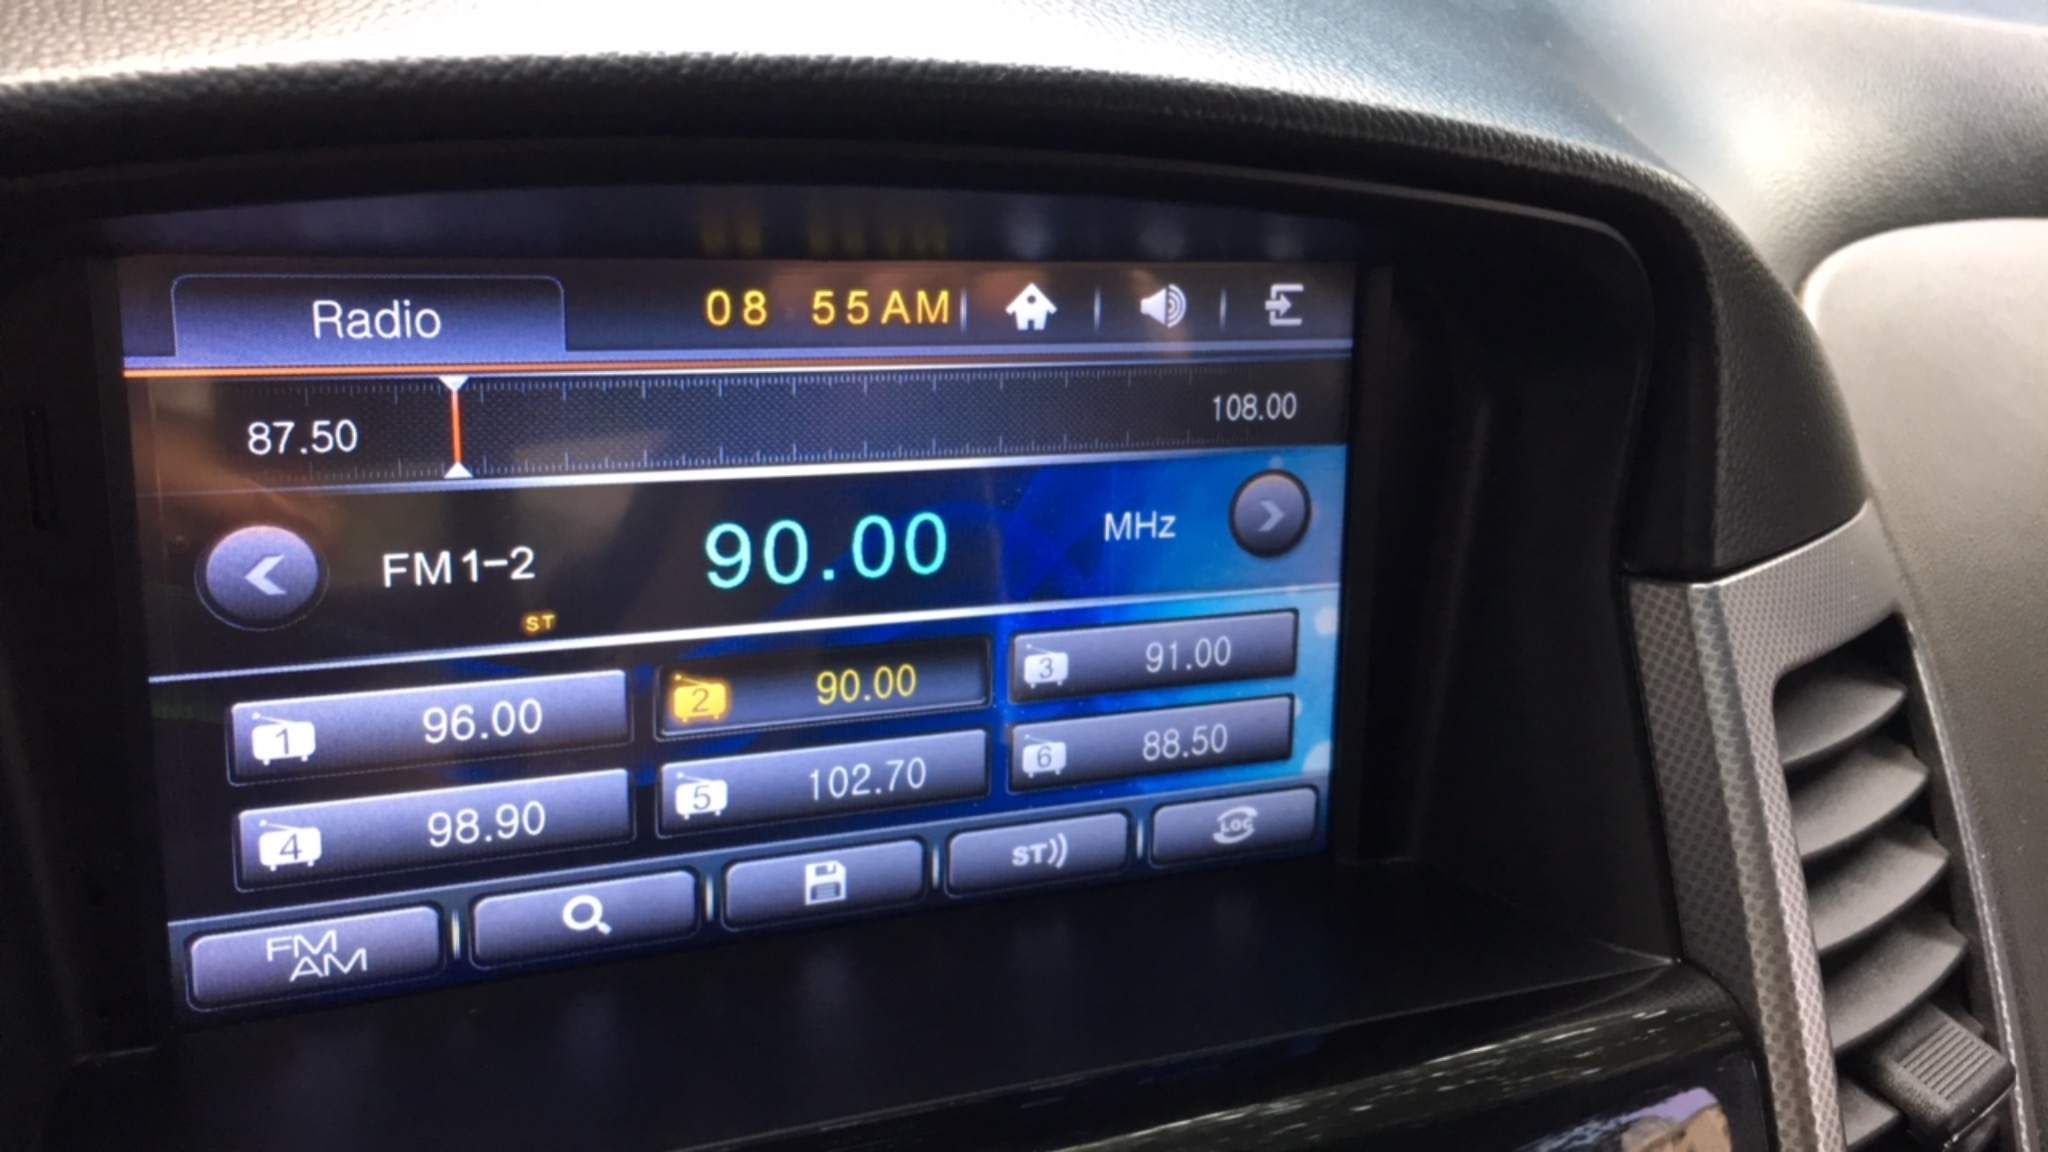 Radio 08 55AM
87.50 108.00
FM1-2 90.00 MHz
ST
1 96.00 2 90.00 3 91.00
4 98.90 5 102.70 6 88.50
FM AM ST LOC